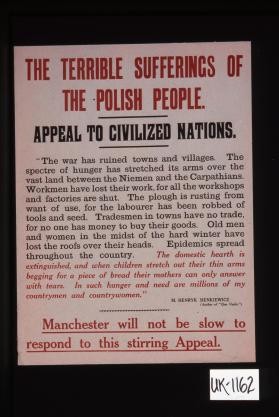 THE TERRIBLE SUFFERINGS OF
THE POLISH PEOPLE.
APPEAL TO CIVILIZED NATIONS.
"The war has ruined towns and villages. The
spectre of hunger has stretched its arms over the
vast land between the Niemen and the Carpathians.
Workmen have lost their work, for all the workshops
and factories are shut. The plough is rusting from
want of use, for the labourer has been robbed of
tools and seed. Tradesmen in towns have no trade,
for no one has money to buy their goods. Old men
and women in the midst of the hard winter have
lost the roofs over their heads. Epidemics spread
throughout the country. The domestic hearth is
extinguished, and when children stretch out their thin arms
begging for a piece of bread their mothers can only answer
with tears. In such hunger and need are millions of my
countrymen and countrywomen."
M. HENRYK SIENKIEWICZ
(Author of "Quo Vadis")
Manchester will not be slow to
respond to this stirring Appeal.
UK-1162